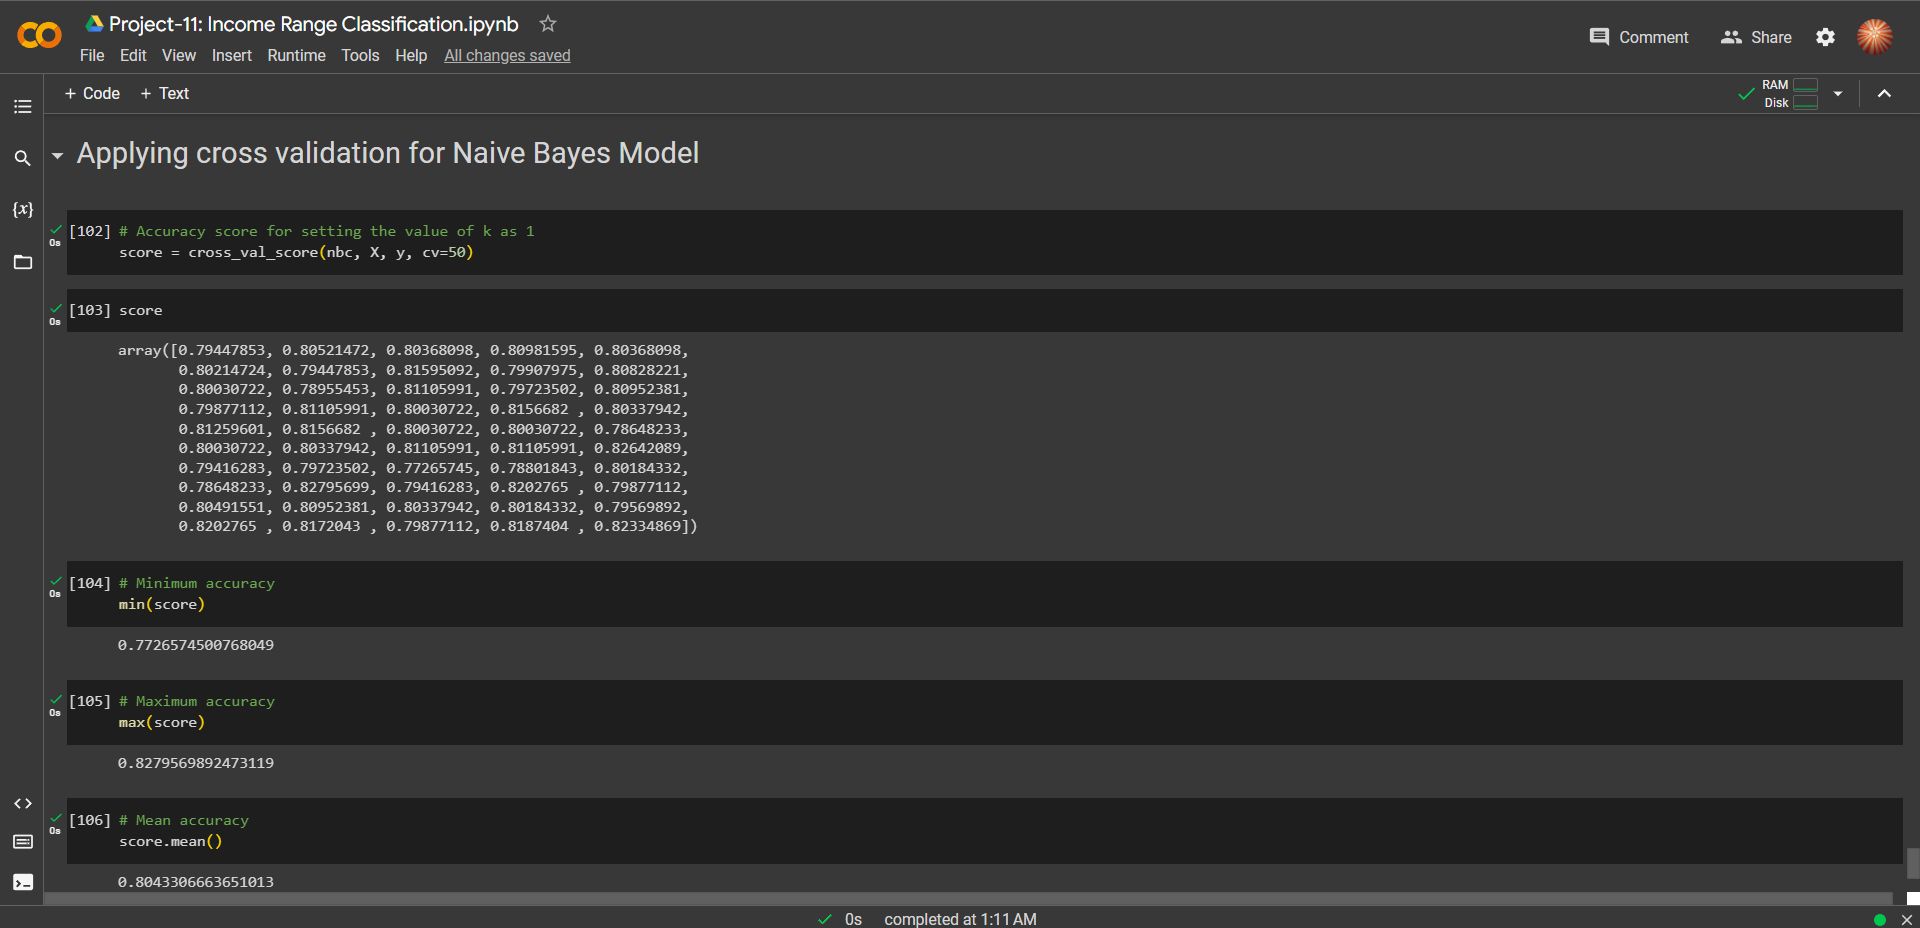 Project-11: Income Range Classification.ipynb
File Edit View Insert Runtime Tools Help All changes saved
Comment Share
+ Code + Text
RAM
Disk
Applying cross validation for Naive Bayes Model
{x}
[102] # Accuracy score for setting the value of k as 1
0s
score = cross_val_score(nbc, X, y, cv=50)
[103] score
0s
array([0.79447853, 0.80521472, 0.80368098, 0.80981595, 0.80368098,
0.80214724, 0.79447853, 0.81595092, 0.79907975, 0.80828221,
0.80030722, 0.78955453, 0.81105991, 0.79723502, 0.80952381,
0.79877112, 0.81105991, 0.80030722, 0.8156682 , 0.80337942,
0.81259601, 0.8156682 , 0.80030722, 0.80030722, 0.78648233,
0.80030722, 0.80337942, 0.81105991, 0.81105991, 0.82642089,
0.79416283, 0.79723502, 0.77265745, 0.78801843, 0.80184332,
0.78648233, 0.82795699, 0.79416283, 0.8202765 , 0.79877112,
0.80491551, 0.80952381, 0.80337942, 0.80184332, 0.79569892,
0.8202765 , 0.8172043 , 0.79877112, 0.8187404 , 0.82334869])
[104] # Minimum accuracy
0s
min(score)
0.7726574500768049
[105] # Maximum accuracy
0s
max(score)
0.8279569892473119
[106] # Mean accuracy
0s
score.mean()
0.8043306663651013
0s completed at 1:11 AM